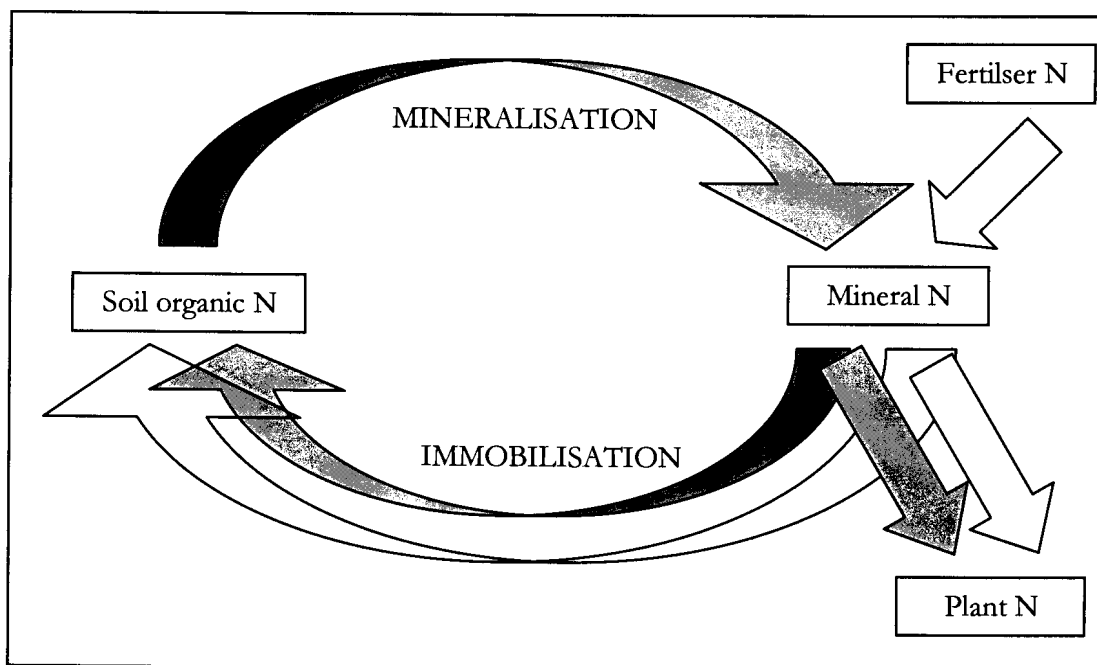 Fertilser N
MINERALISATION
Soil organic N
Mineral N
IMMOBILISATION
Plant N